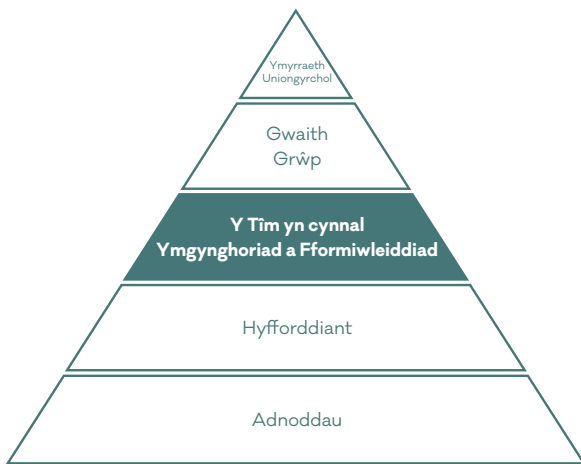 Ymyrraeth
Uniongyrchol
Gwaith
Grŵp
Y Tîm yn cynnal
Ymgynghoriad a Fformiwleiddiad
Hyfforddiant
Adnoddau